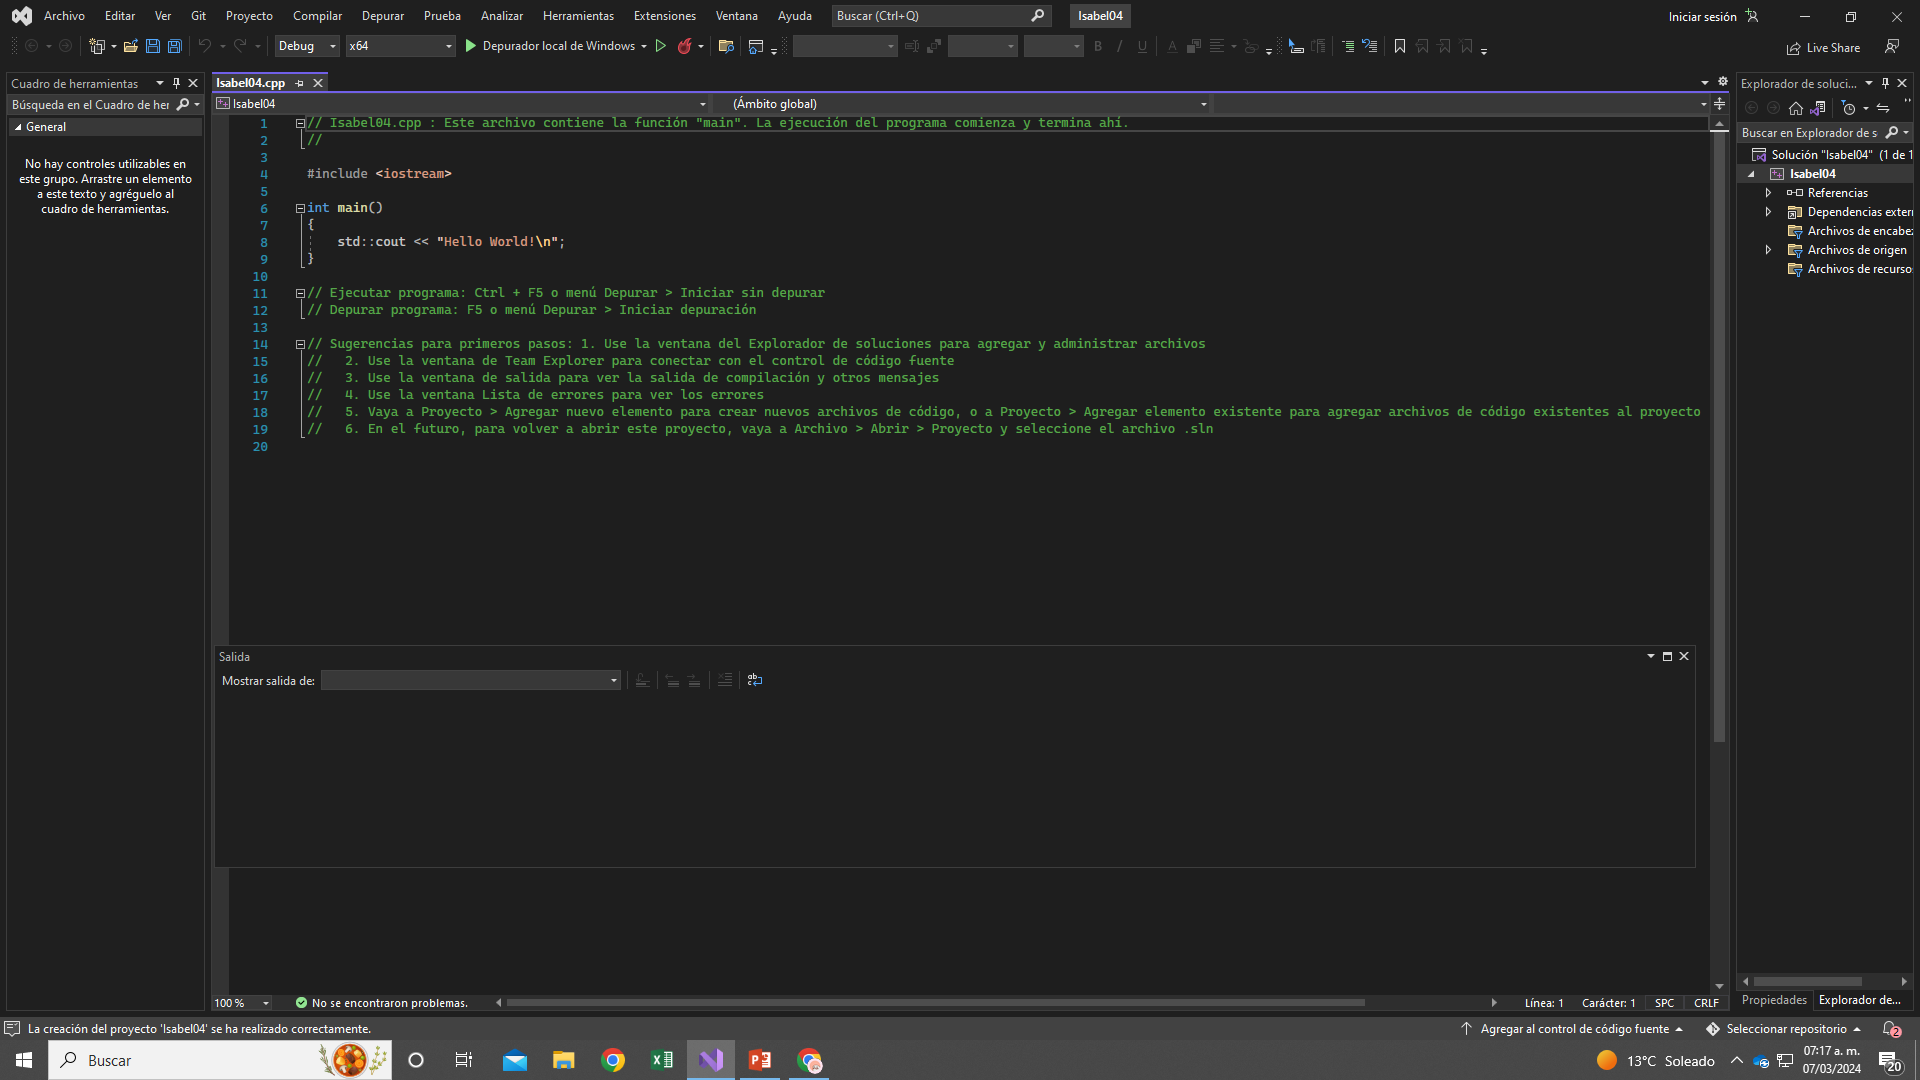 Archivo Editar Ver Git Proyecto Compilar Depurar Prueba Analizar Herramientas Extensiones Ventana Ayuda Buscar (Ctrl+Q) Isabel04 Iniciar sesión
Debug x64 Depurador local de Windows Live Share
Cuadro de herramientas
Búsqueda en el Cuadro de her
General
No hay controles utilizables en
este grupo. Arrastre un elemento
a este texto y agréguelo al
cuadro de herramientas.
Isabel04.cpp
Isabel04 (Ámbito global)
1 // Isabel04.cpp : Este archivo contiene la función "main". La ejecución del programa comienza y termina ahí.
2 //
3
4 #include <iostream>
5
6 int main()
7 {
8 std::cout << "Hello World!\n";
9 }
10
11 // Ejecutar programa: Ctrl + F5 o menú Depurar > Iniciar sin depurar
12 // Depurar programa: F5 o menú Depurar > Iniciar depuración
13
14 // Sugerencias para primeros pasos: 1. Use la ventana del Explorador de soluciones para agregar y administrar archivos
15 // 2. Use la ventana de Team Explorer para conectar con el control de código fuente
16 // 3. Use la ventana de salida para ver la salida de compilación y otros mensajes
17 // 4. Use la ventana Lista de errores para ver los errores
18 // 5. Vaya a Proyecto > Agregar nuevo elemento para crear nuevos archivos de código, o a Proyecto > Agregar elemento existente para agregar archivos de código existentes al proyecto
19 // 6. En el futuro, para volver a abrir este proyecto, vaya a Archivo > Abrir > Proyecto y seleccione el archivo .sln
20
Salida
Mostrar salida de:
100 % No se encontraron problemas. Línea: 1 Carácter: 1 SPC CRLF
Explorador de soluci...
Buscar en Explorador de s
Solución "Isabel04" (1 de 1
Isabel04
Referencias
Dependencias extern
Archivos de encabez
Archivos de origen
Archivos de recurso
Propiedades Explorador de...
La creación del proyecto 'Isabel04' se ha realizado correctamente. Agregar al control de código fuente Seleccionar repositorio 2
Buscar 13°C Soleado 07:17 a. m.
07/03/2024 20